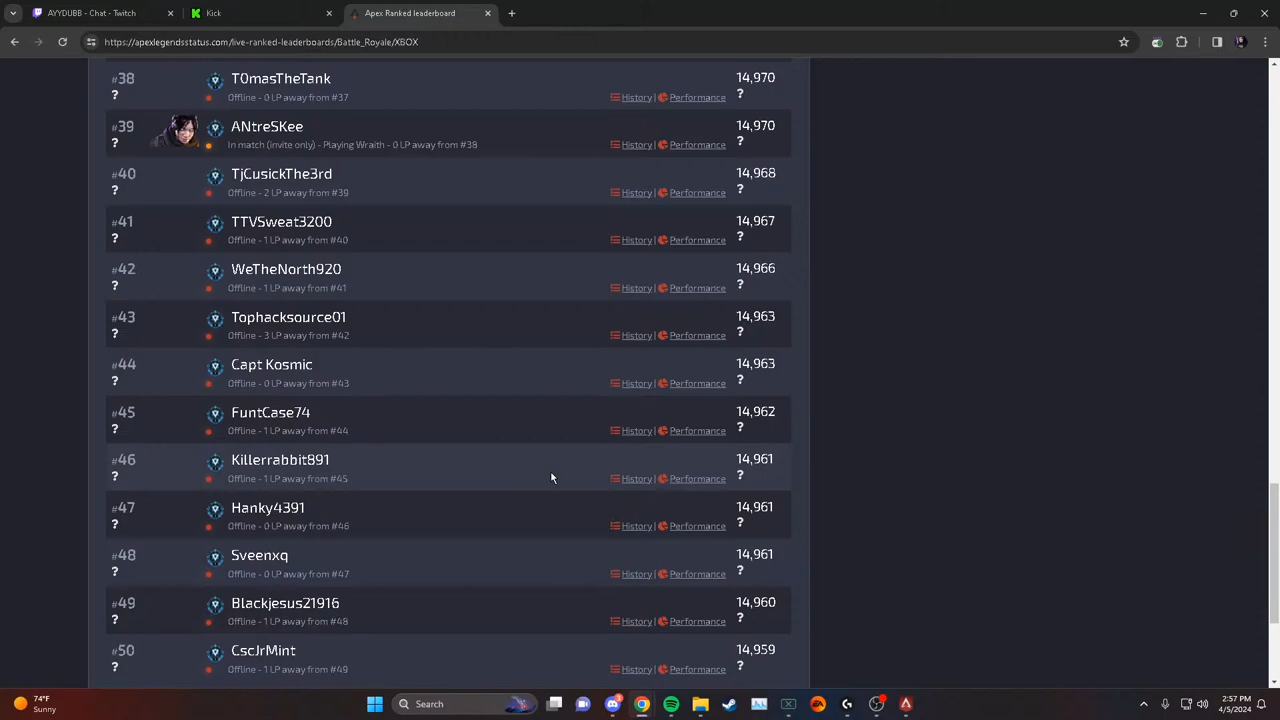 AYYDUBB - Chat - Twitch
Kick
Apex Ranked leaderboard
https://apexlegendsstatus.com/live-ranked-leaderboards/Battle_Royale/XBOX
#38 T0masTheTank 14,970
? Offline - 0 LP away from #37 History | Performance ?
#39 ANtreSKee 14,970
? In match (invite only) - Playing Wraith - 0 LP away from #38 History | Performance ?
#40 TjCusickThe3rd 14,968
? Offline - 2 LP away from #39 History | Performance ?
#41 TTVSweat3200 14,967
? Offline - 1 LP away from #40 History | Performance ?
#42 WeTheNorth920 14,966
? Offline - 1 LP away from #41 History | Performance ?
#43 Tophacksource01 14,963
? Offline - 3 LP away from #42 History | Performance ?
#44 Capt Kosmic 14,963
? Offline - 0 LP away from #43 History | Performance ?
#45 FuntCase74 14,962
? Offline - 1 LP away from #44 History | Performance ?
#46 Killerrabbit891 14,961
? Offline - 1 LP away from #45 History | Performance ?
#47 Hanky4391 14,961
? Offline - 0 LP away from #46 History | Performance ?
#48 Sveenxq 14,961
? Offline - 0 LP away from #47 History | Performance ?
#49 Blackjesus21916 14,960
? Offline - 1 LP away from #48 History | Performance ?
#50 CscJrMint 14,959
? Offline - 1 LP away from #49 History | Performance ?
74°F
Sunny
Search
3
EA
2:57 PM
4/5/2024